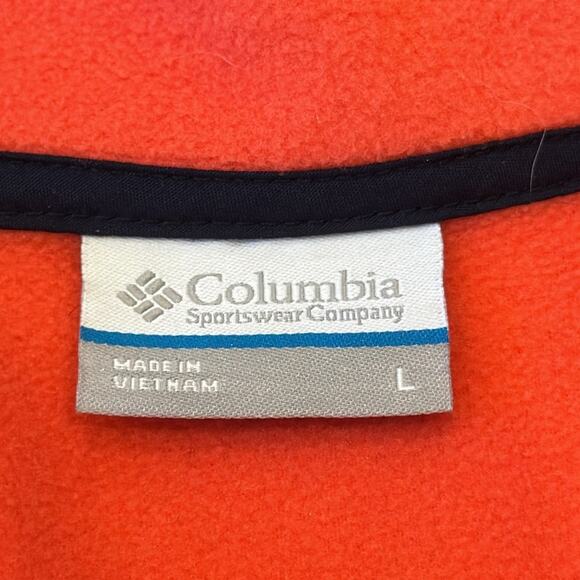 Columbia
Sportswear Company
MADE IN
VIETNAM
L